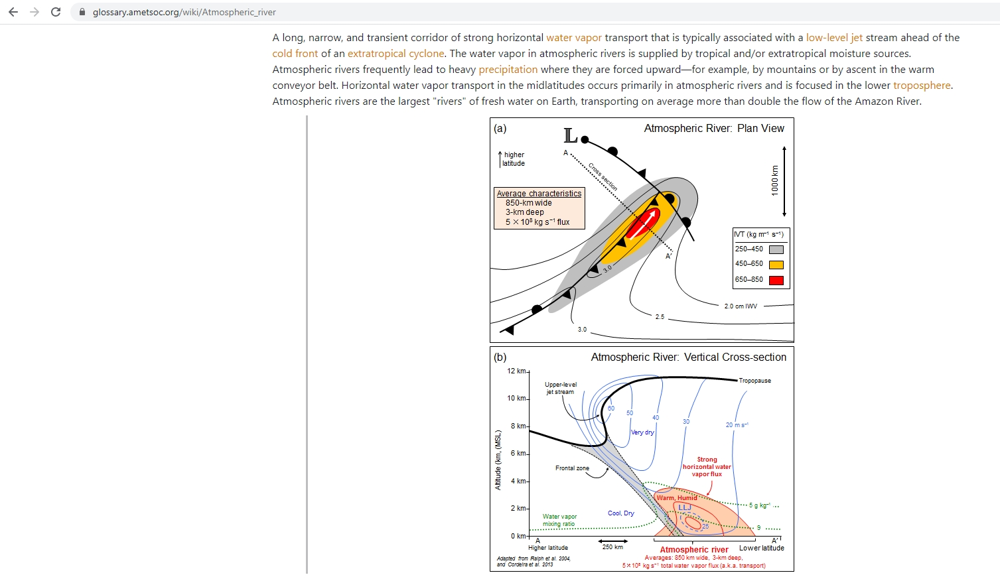 glossary.ametsoc.org/wiki/Atmospheric_river
A long, narrow, and transient corridor of strong horizontal water vapor transport that is typically associated with a low-level jet stream ahead of the
cold front of an extratropical cyclone. The water vapor in atmospheric rivers is supplied by tropical and/or extratropical moisture sources.
Atmospheric rivers frequently lead to heavy precipitation where they are forced upward—for example, by mountains or by ascent in the warm
conveyor belt. Horizontal water vapor transport in the midlatitudes occurs primarily in atmospheric rivers and is focused in the lower troposphere.
Atmospheric rivers are the largest "rivers" of fresh water on Earth, transporting on average more than double the flow of the Amazon River.
(a)
Atmospheric River: Plan View
L
A
higher
latitude
Cross section
1000 km
Average characteristics
850-km wide
3-km deep
5 × 10⁸ kg s⁻¹ flux
IVT (kg m⁻¹ s⁻¹)
250–450
450–650
650–850
A'
3.0
2.0 cm IWV
2.5
3.0
(b)
Atmospheric River: Vertical Cross-section
12 km
Tropopause
Upper-level
jet stream
10 km
60
50
40
30
20 m s⁻¹
8 km
Very dry
Altitude (km, (MSL)
6 km
Strong
horizontal water
vapor flux
Frontal zone
4 km
Warm, Humid
5 g kg⁻¹
2 km
LLJ
Cool, Dry
Water vapor
mixing ratio
25
9
0 km
A
A'
Higher latitude
250 km
Atmospheric river
Lower latitude
Averages: 850 km wide, 3-km deep,
5 × 10⁸ kg s⁻¹ total water vapor flux (a.k.a. transport)
Adapted from Ralph et al. 2004,
and Cordeira et al. 2013